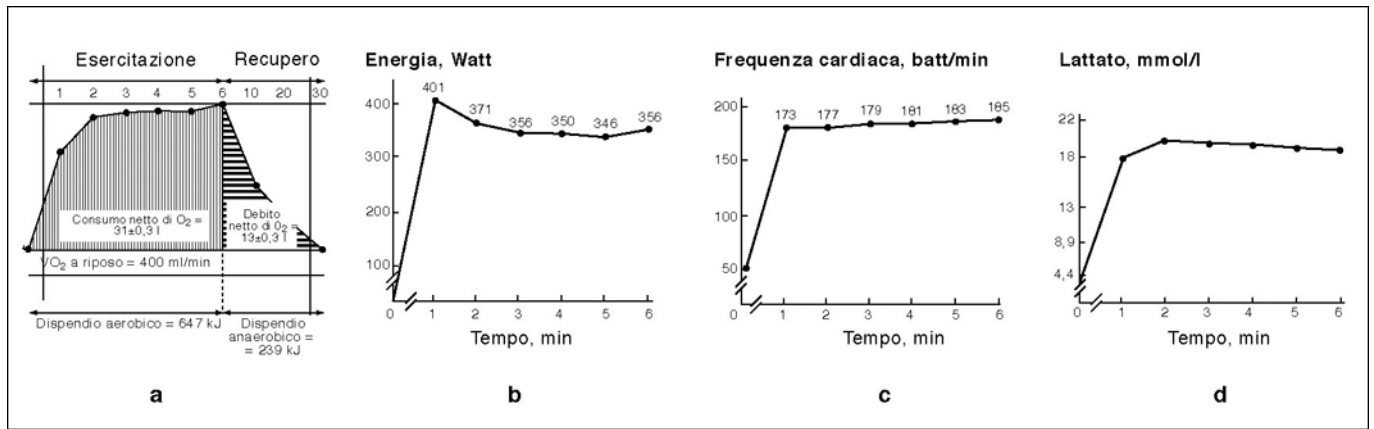 Esercitazione Recupero
1 2 3 4 5 6 10 20 30
Consumo netto di O2 =
31±0,3 l
Debito
netto di O2 =
13±0,3 l
VO2 a riposo = 400 ml/min
Dispendio aerobico = 647 kJ
Dispendio
anaerobico =
= 239 kJ
a
Energia, Watt
401
371
356
350
346
356
400
300
200
100
0 1 2 3 4 5 6
Tempo, min
b
Frequenza cardiaca, batt/min
200
173 177 179 181 183 185
150
100
50
0 1 2 3 4 5 6
Tempo, min
c
Lattato, mmol/l
22
18
13
8,9
4,4
0 1 2 3 4 5 6
Tempo, min
d